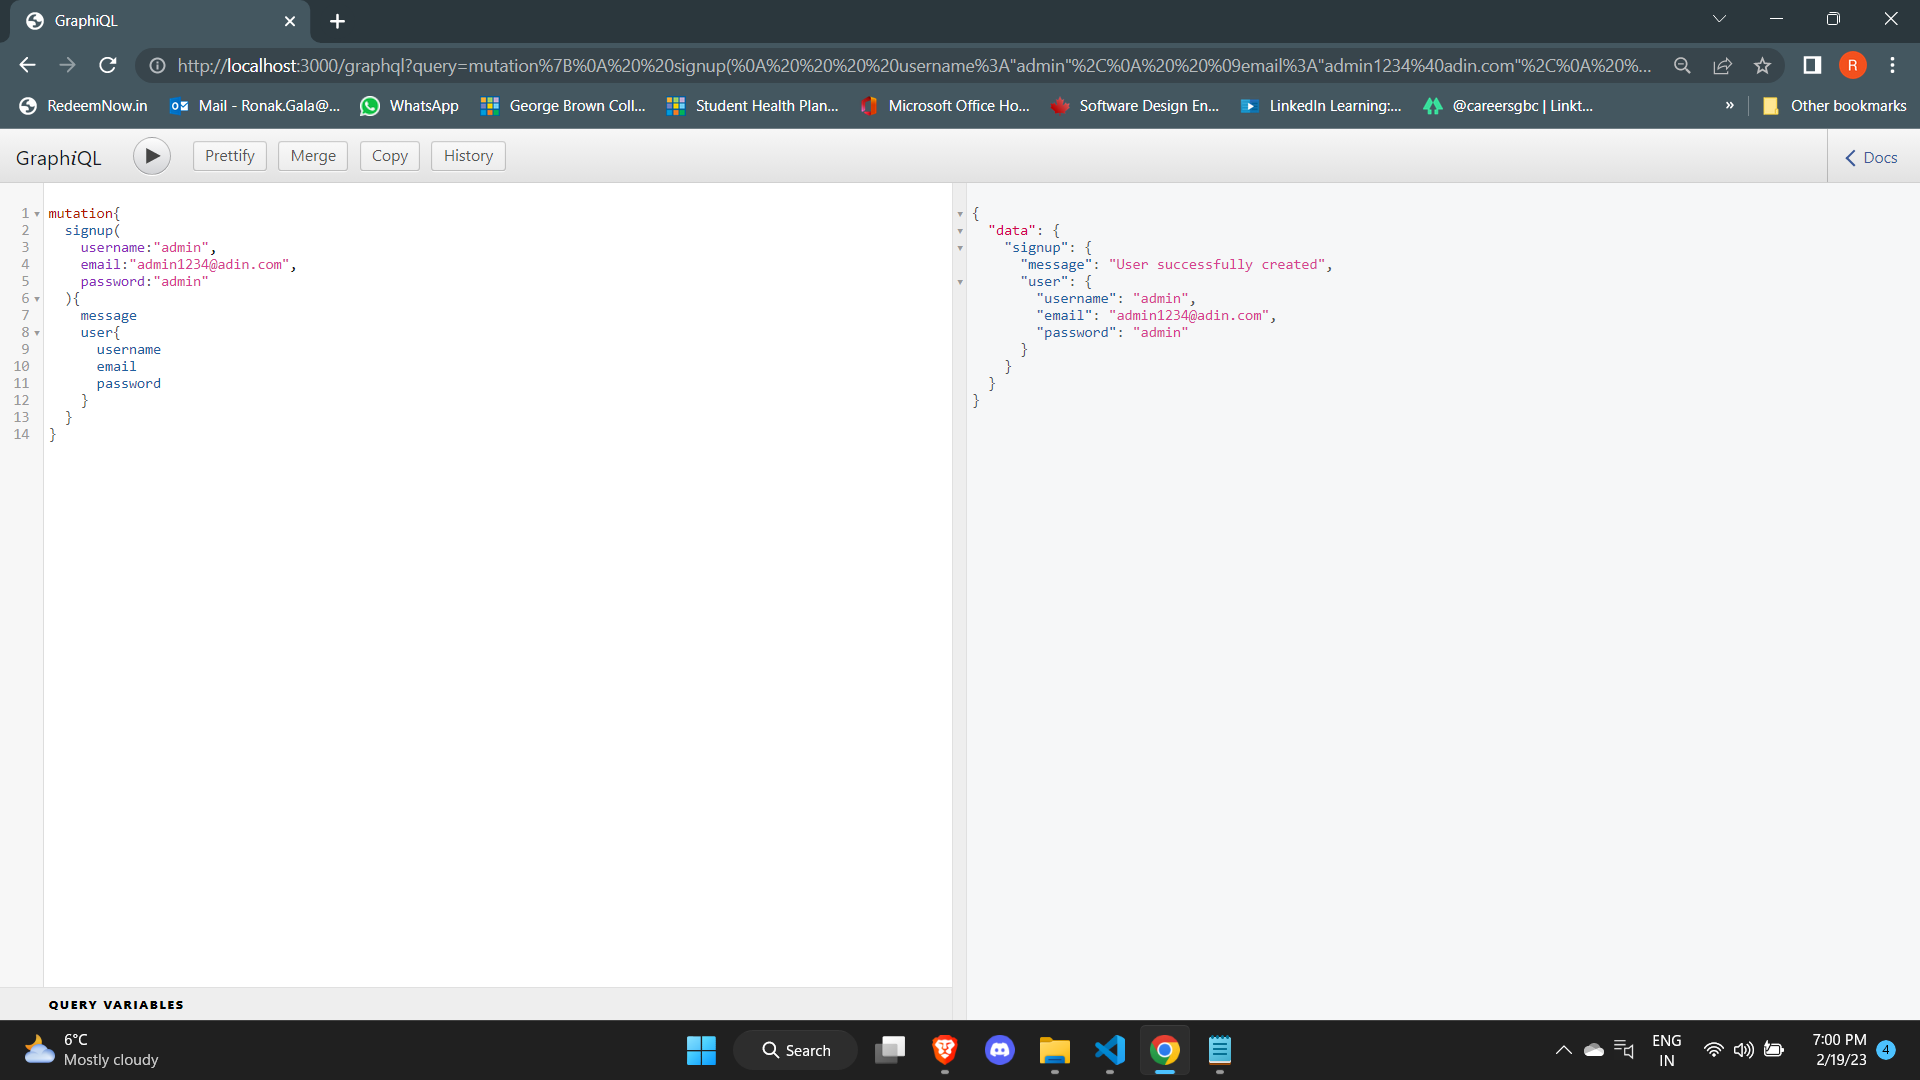 GraphiQL
http://localhost:3000/graphql?query=mutation%7B%0A%20%20signup(%0A%20%20%20%20username%3A"admin"%2C%0A%20%20%09email%3A"admin1234%40adin.com"%2C%0A%20%20%...
R
RedeemNow.in
Mail - Ronak.Gala@...
WhatsApp
George Brown Coll...
Student Health Plan...
Microsoft Office Ho...
Software Design En...
LinkedIn Learning:...
@careersgbc | Linkt...
»
Other bookmarks
GraphiQL
Prettify
Merge
Copy
History
Docs
1 mutation{
2 signup(
3 username:"admin",
4 email:"admin1234@adin.com",
5 password:"admin"
6 ){
7 message
8 user{
9 username
10 email
11 password
12 }
13 }
14 }
{
"data": {
"signup": {
"message": "User successfully created",
"user": {
"username": "admin",
"email": "admin1234@adin.com",
"password": "admin"
}
}
}
}
QUERY VARIABLES
6°C
Mostly cloudy
Search
ENG
IN
7:00 PM
2/19/23
4